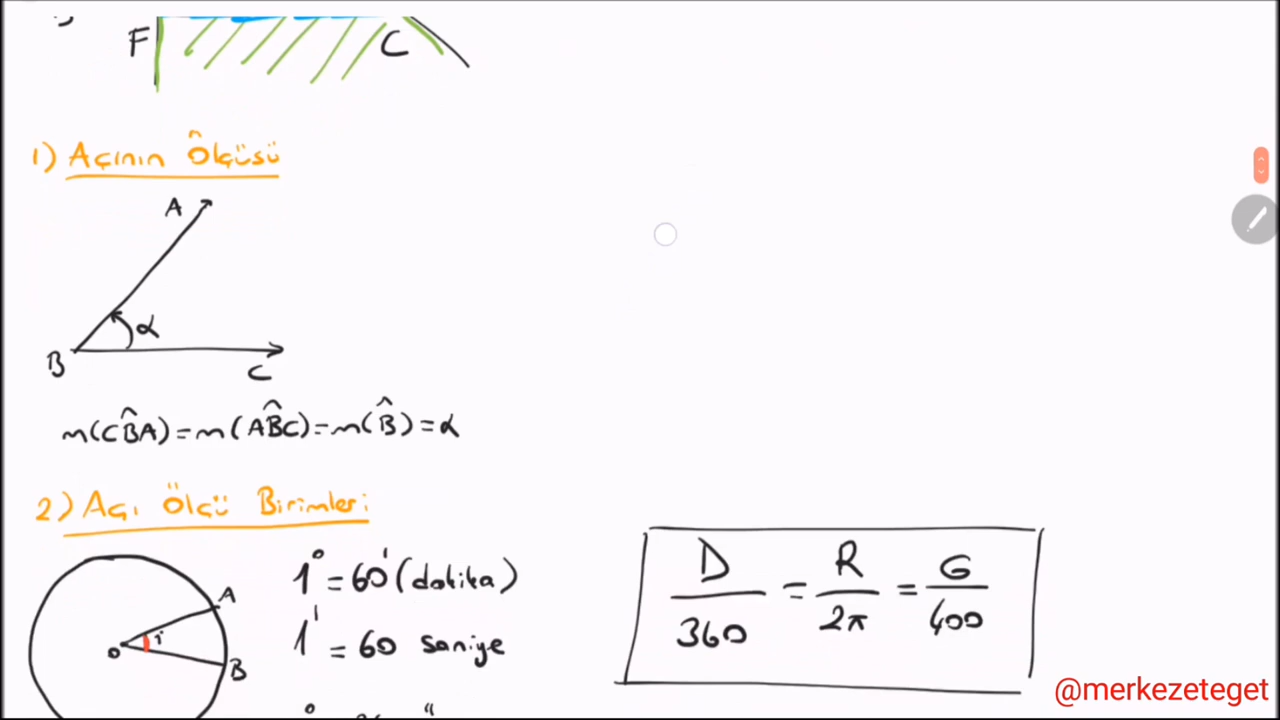 F
C
1) Açının Ölçüsü
A
α
B
C
m(CB̂A)=m(AB̂C)=m(B̂)=α
2) Açı Ölçü Birimleri
1° = 60' (dakika)
1' = 60 saniye
A
O
B
D/360 = R/2π = G/400
@merkezeteget